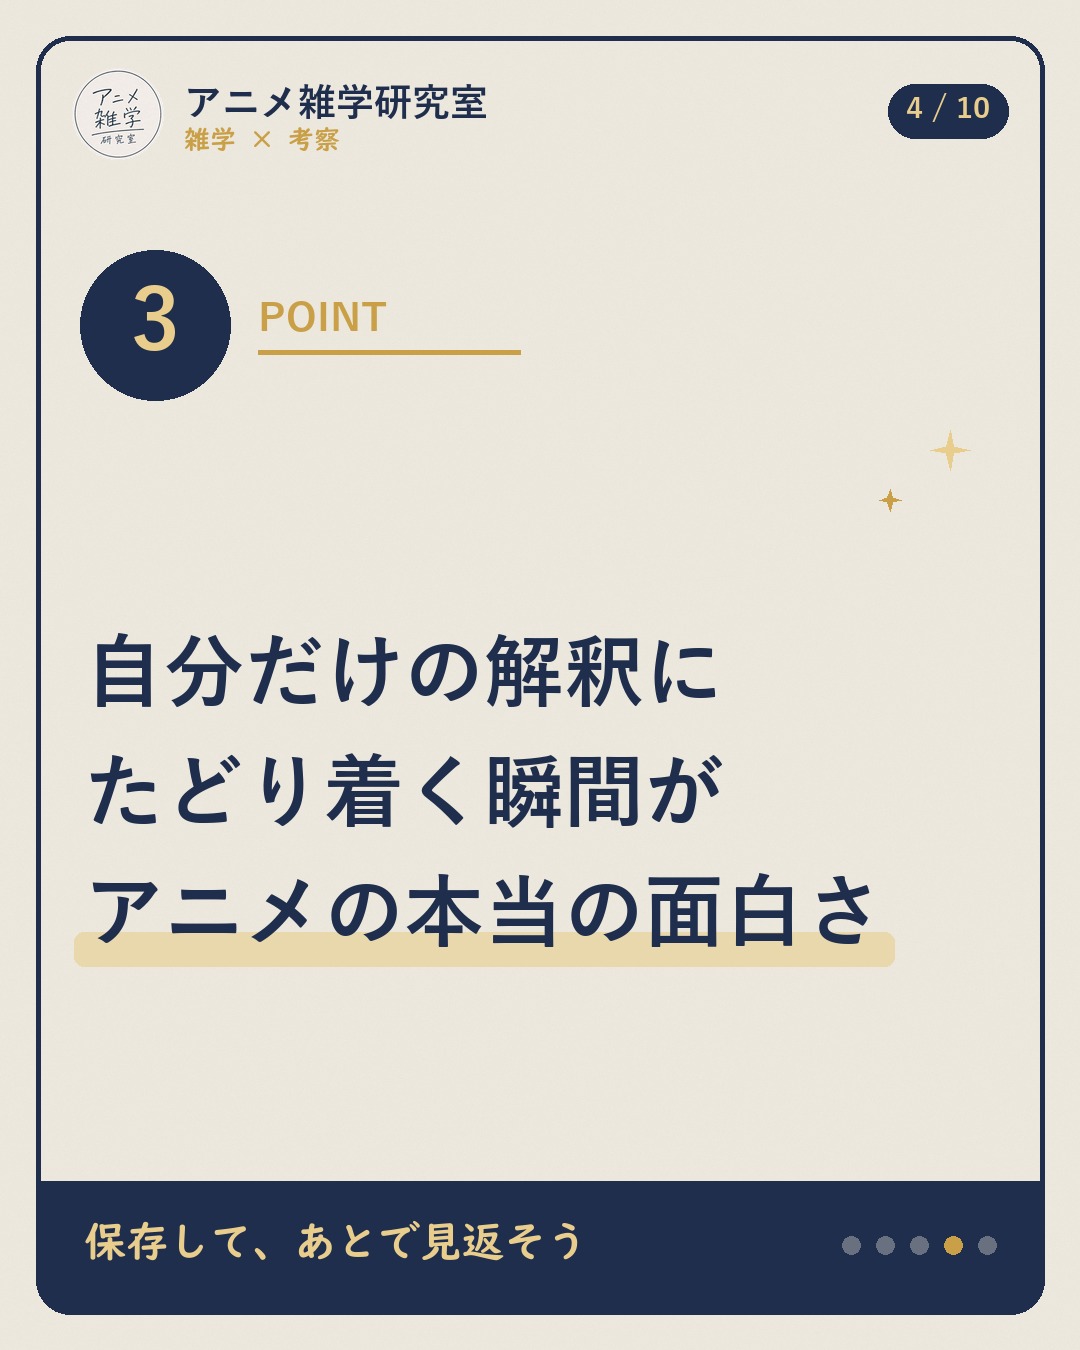 アニメ
雑学
研究室
アニメ雑学研究室
雑学 × 考察
4 / 10
3
POINT
自分だけの解釈に
たどり着く瞬間が
アニメの本当の面白さ
保存して、あとで見返そう